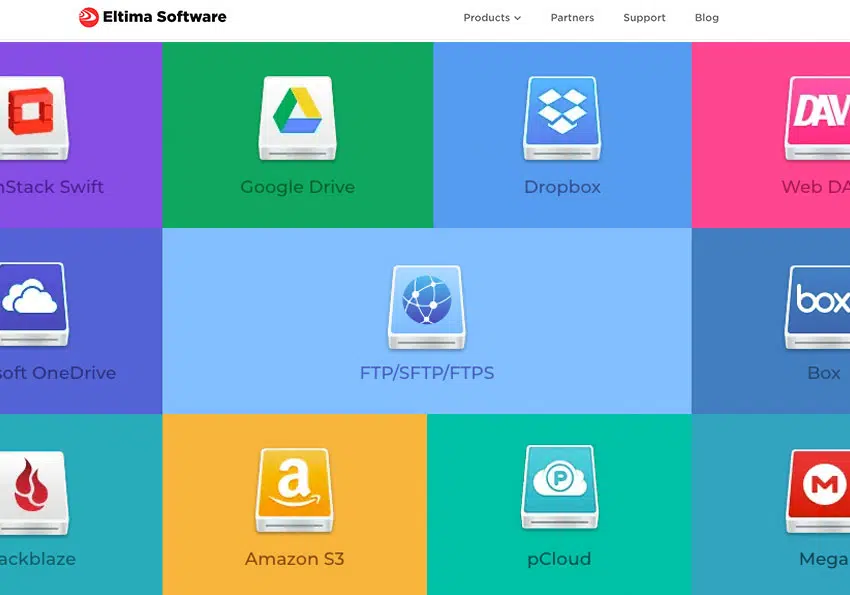 Eltima Software
Products
Partners
Support
Blog
nStack Swift
Google Drive
Dropbox
DAV
Web DA
soft OneDrive
FTP/SFTP/FTPS
box
Box
ackblaze
a
Amazon S3
P
pCloud
M
Mega